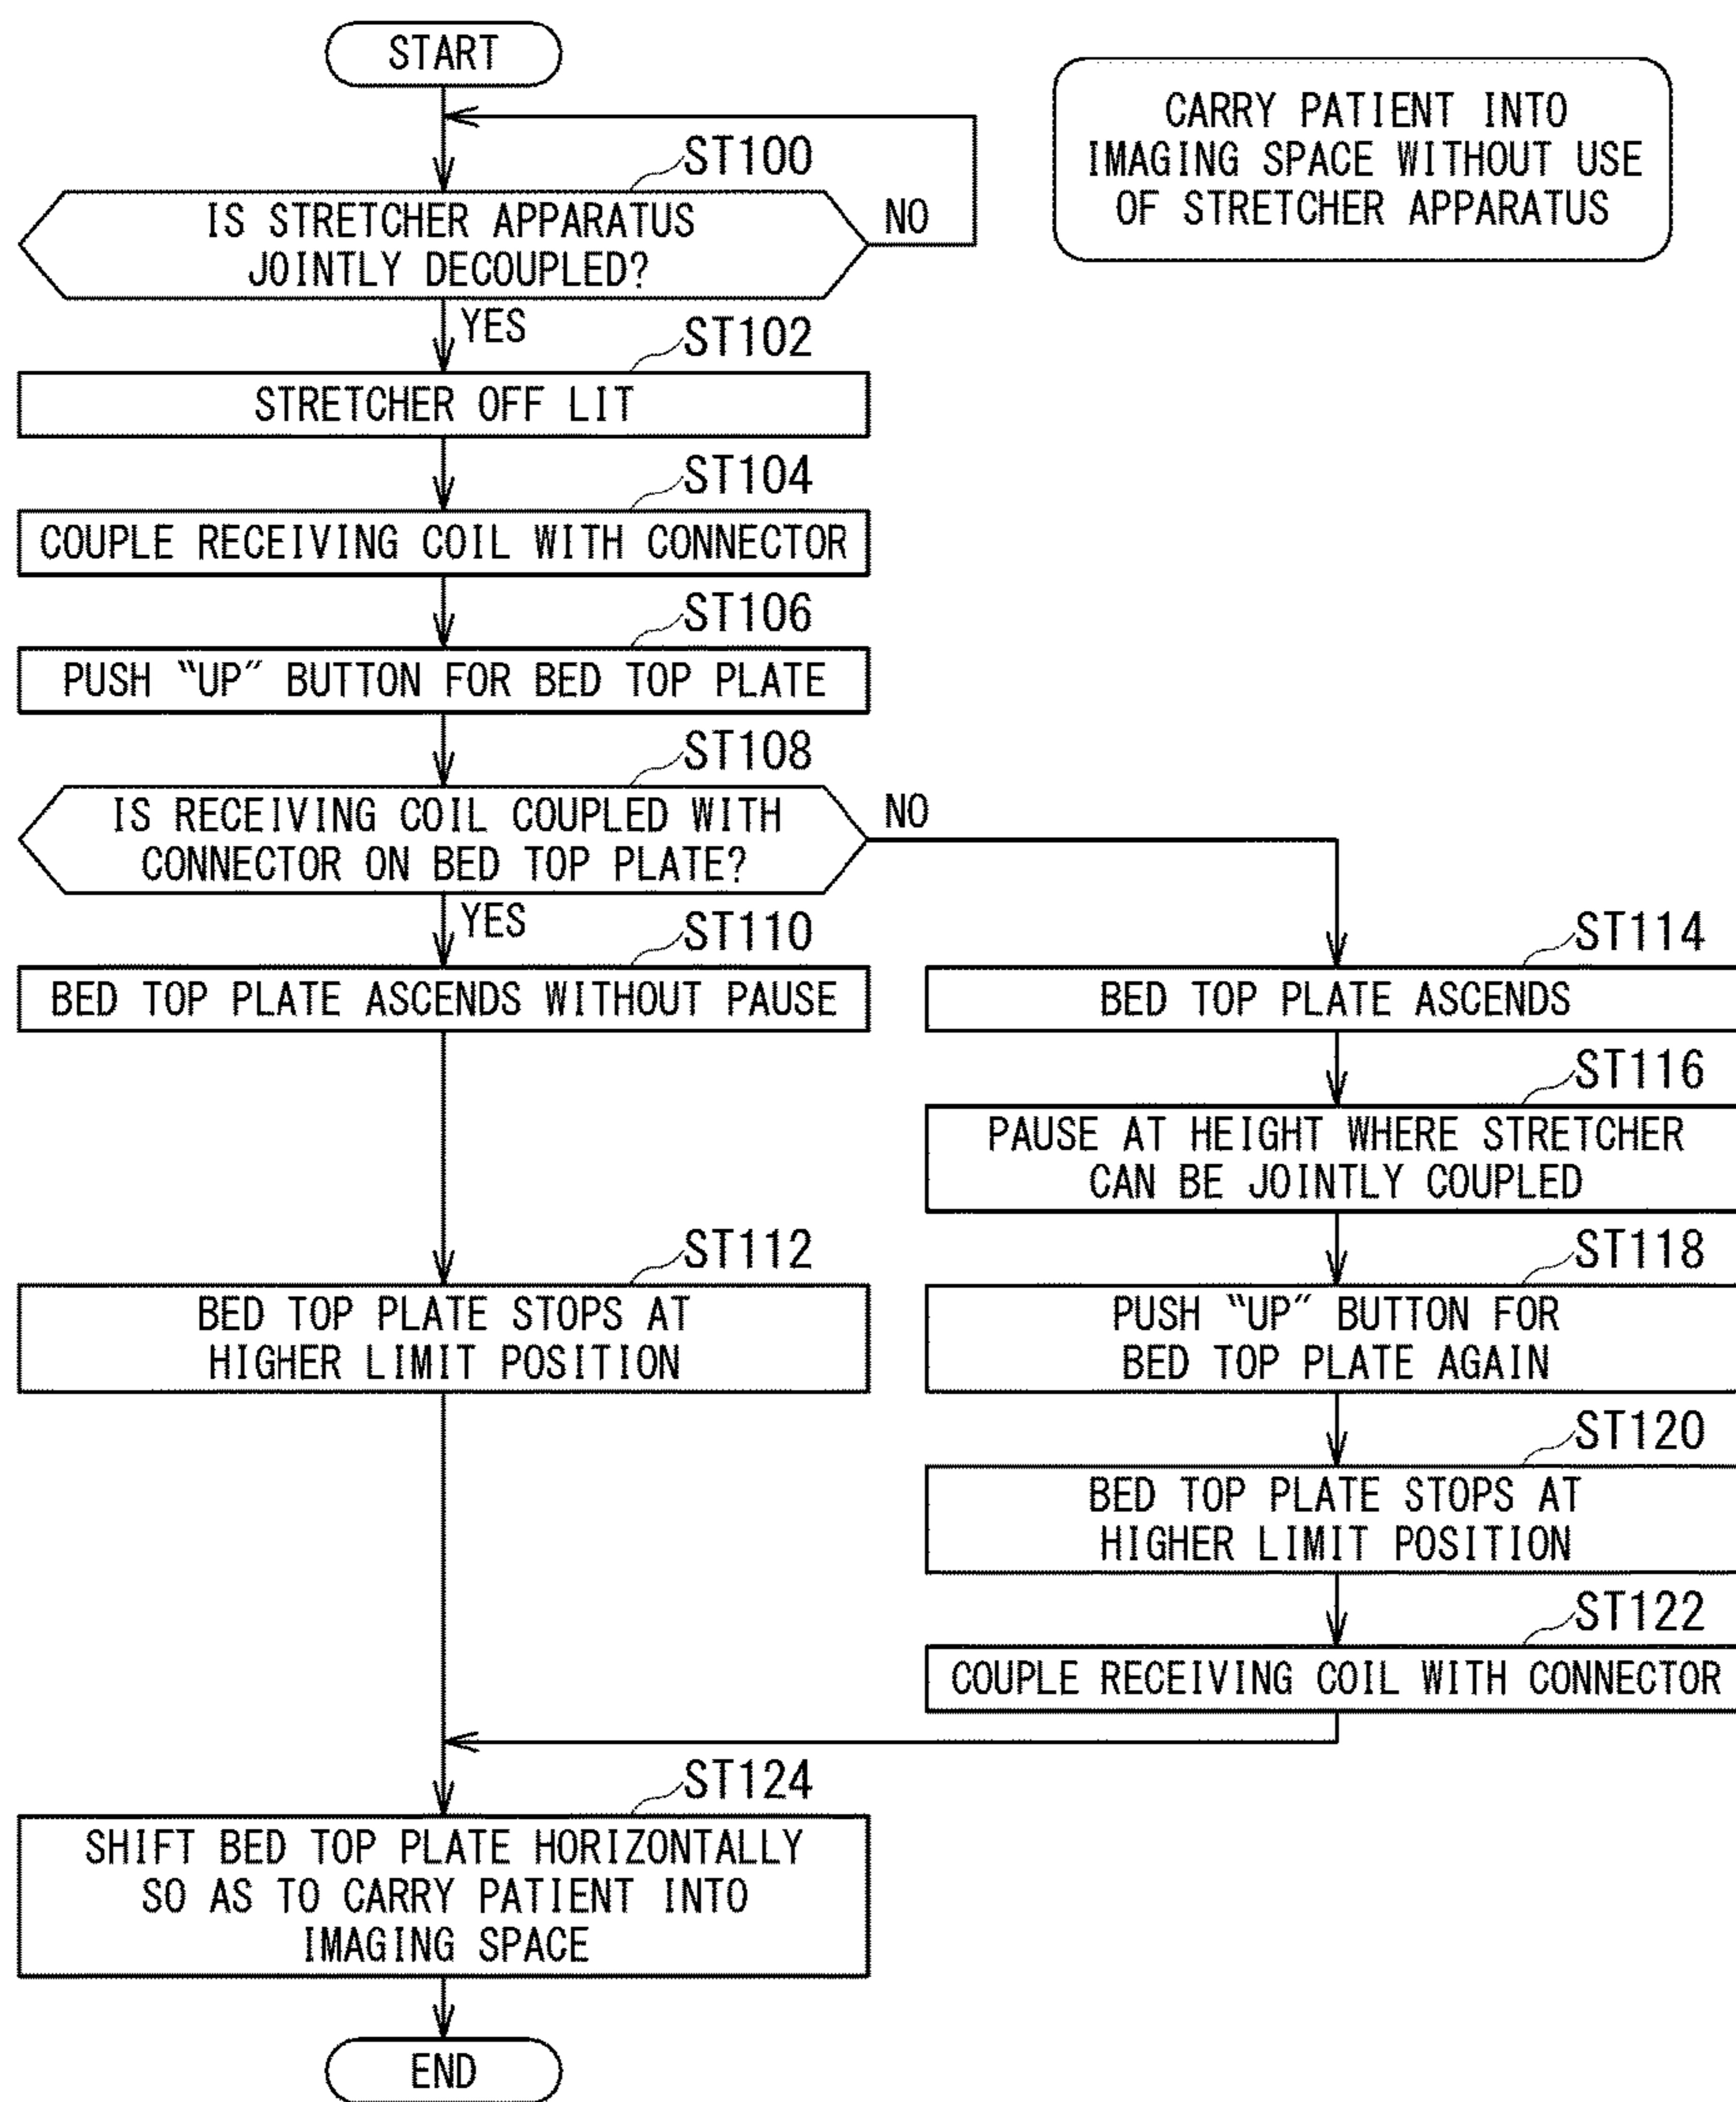 START
CARRY PATIENT INTO
IMAGING SPACE WITHOUT USE
OF STRETCHER APPARATUS
ST100
IS STRETCHER APPARATUS
JOINTLY DECOUPLED?
NO
YES
ST102
STRETCHER OFF LIT
ST104
COUPLE RECEIVING COIL WITH CONNECTOR
ST106
PUSH “UP” BUTTON FOR BED TOP PLATE
ST108
IS RECEIVING COIL COUPLED WITH
CONNECTOR ON BED TOP PLATE?
NO
YES
ST110
BED TOP PLATE ASCENDS WITHOUT PAUSE
ST112
BED TOP PLATE STOPS AT
HIGHER LIMIT POSITION
ST114
BED TOP PLATE ASCENDS
ST116
PAUSE AT HEIGHT WHERE STRETCHER
CAN BE JOINTLY COUPLED
ST118
PUSH “UP” BUTTON FOR
BED TOP PLATE AGAIN
ST120
BED TOP PLATE STOPS AT
HIGHER LIMIT POSITION
ST122
COUPLE RECEIVING COIL WITH CONNECTOR
ST124
SHIFT BED TOP PLATE HORIZONTALLY
SO AS TO CARRY PATIENT INTO
IMAGING SPACE
END